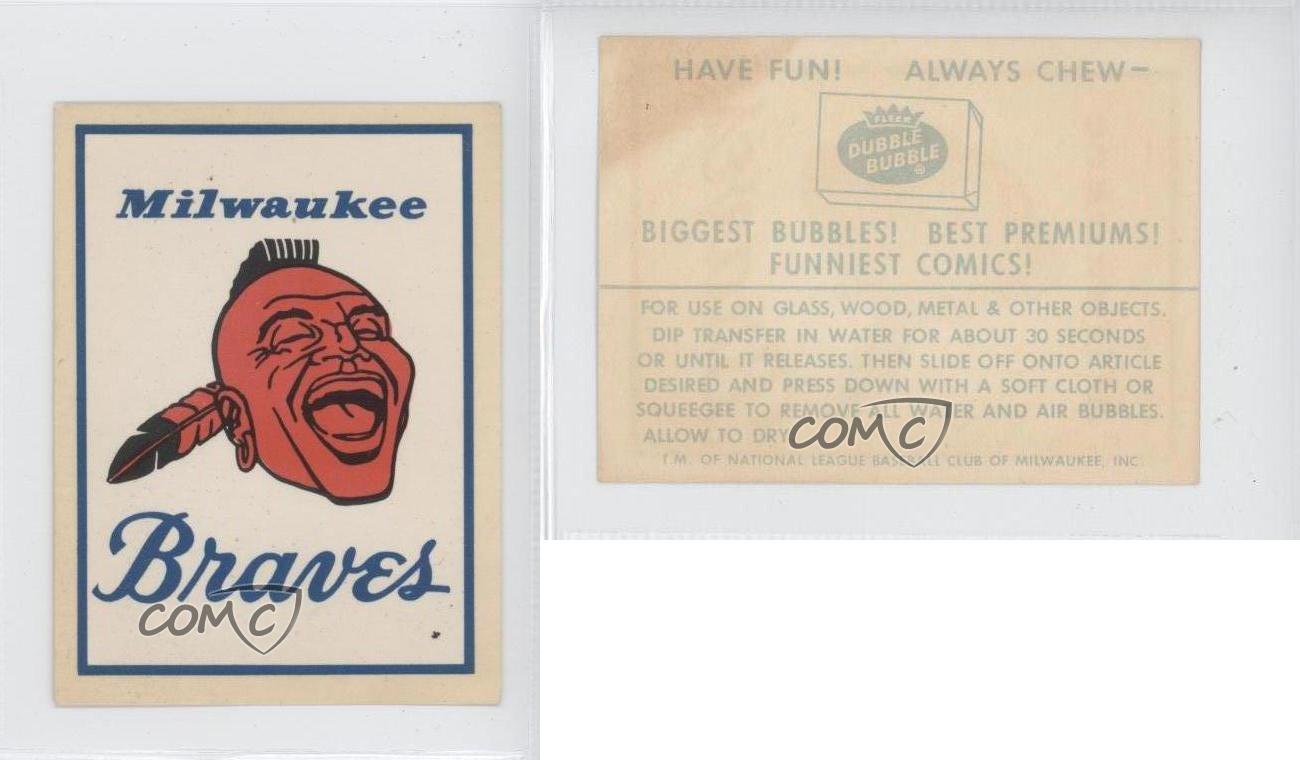 Milwaukee
Braves
COMC
HAVE FUN! ALWAYS CHEW-
FLEER
DUBBLE
BUBBLE
BIGGEST BUBBLES! BEST PREMIUMS!
FUNNIEST COMICS!
FOR USE ON GLASS, WOOD, METAL & OTHER OBJECTS.
DIP TRANSFER IN WATER FOR ABOUT 30 SECONDS
OR UNTIL IT RELEASES. THEN SLIDE OFF ONTO ARTICLE
DESIRED AND PRESS DOWN WITH A SOFT CLOTH OR
SQUEEGEE TO REMOVE ALL WATER AND AIR BUBBLES.
ALLOW TO DRY
COMC
T.M. OF NATIONAL LEAGUE BASEBALL CLUB OF MILWAUKEE, INC.